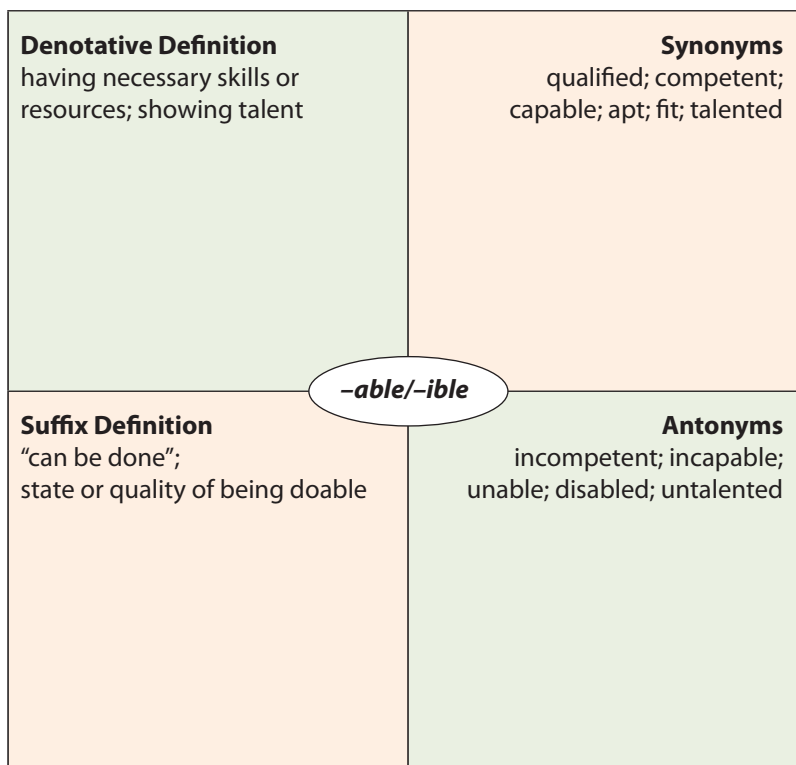 Denotative Definition
having necessary skills or
resources; showing talent
Synonyms
qualified; competent;
capable; apt; fit; talented
–able/–ible
Suffix Definition
“can be done”;
state or quality of being doable
Antonyms
incompetent; incapable;
unable; disabled; untalented